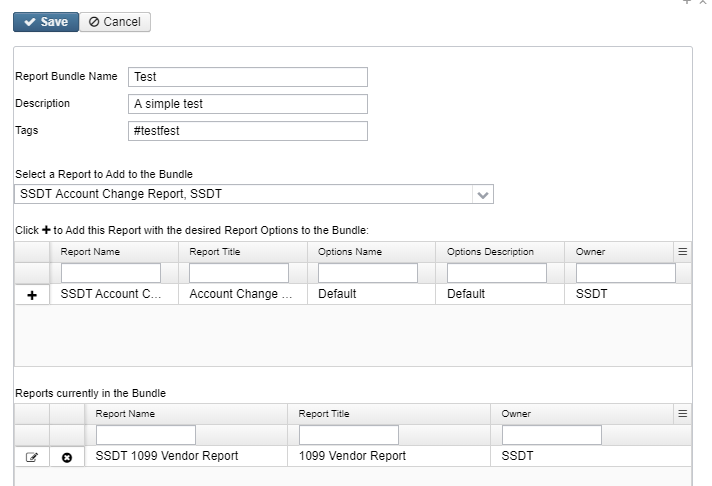 Save Cancel
Report Bundle Name Test
Description A simple test
Tags #testfest
Select a Report to Add to the Bundle
SSDT Account Change Report, SSDT
Click + to Add this Report with the desired Report Options to the Bundle:
Report Name Report Title Options Name Options Description Owner
SSDT Account C... Account Change ... Default Default SSDT
Reports currently in the Bundle
Report Name Report Title Owner
SSDT 1099 Vendor Report 1099 Vendor Report SSDT